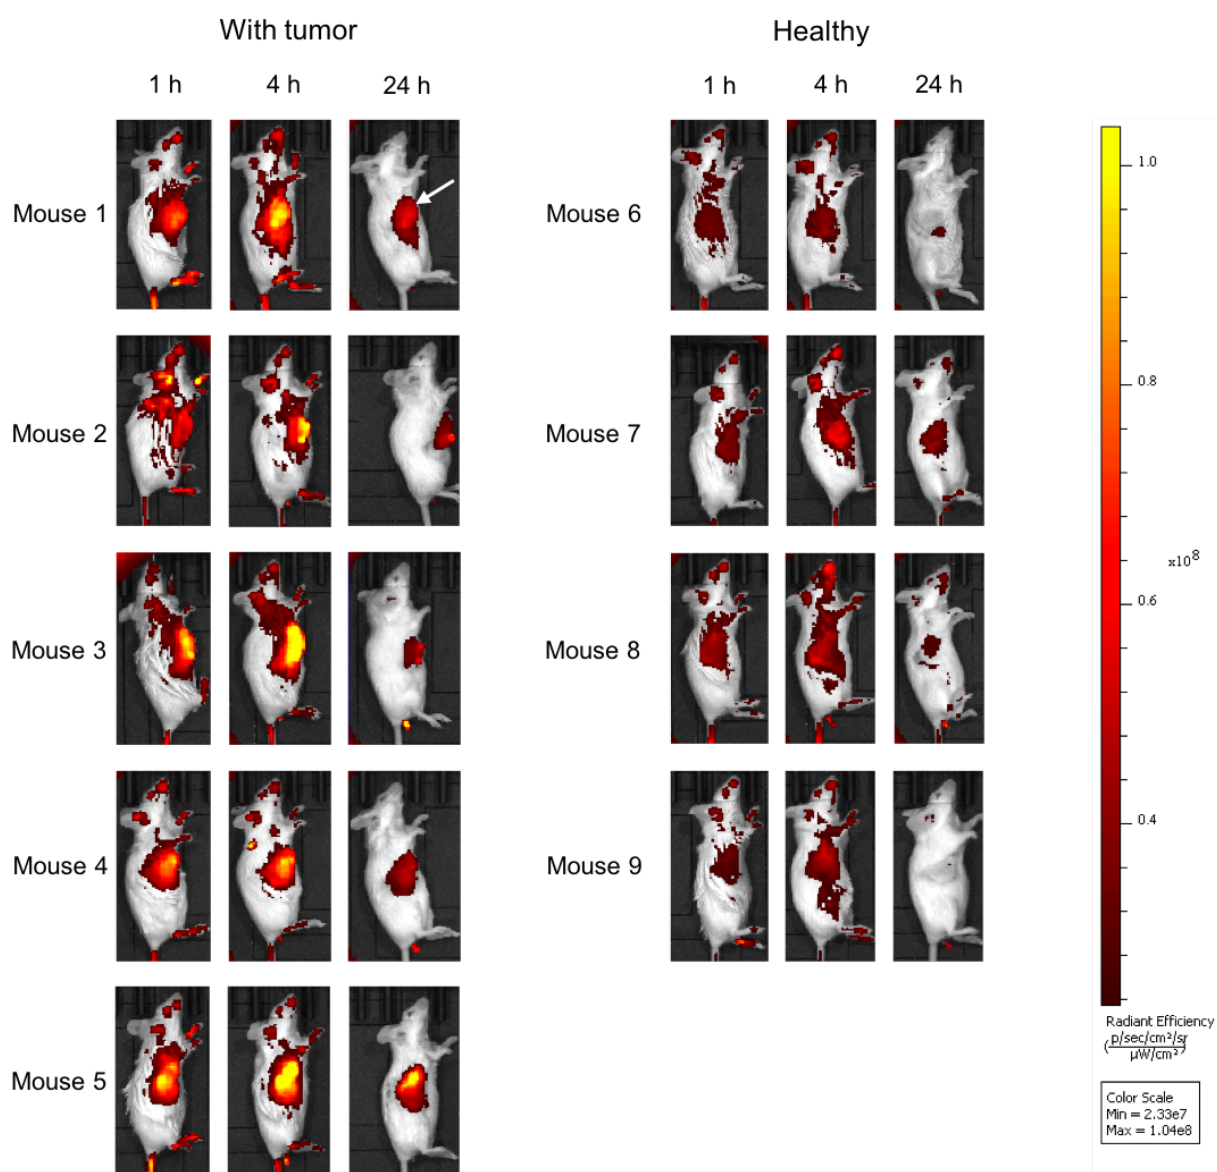 With tumor
Healthy
1 h 4 h 24 h
1 h 4 h 24 h
Mouse 1
Mouse 6
Mouse 2
Mouse 7
Mouse 3
Mouse 8
Mouse 4
Mouse 9
Mouse 5
1.0
0.8
x10⁸
0.6
0.4
Radiant Efficiency
(p/sec/cm²/sr
μW/cm²)
Color Scale
Min = 2.33e7
Max = 1.04e8